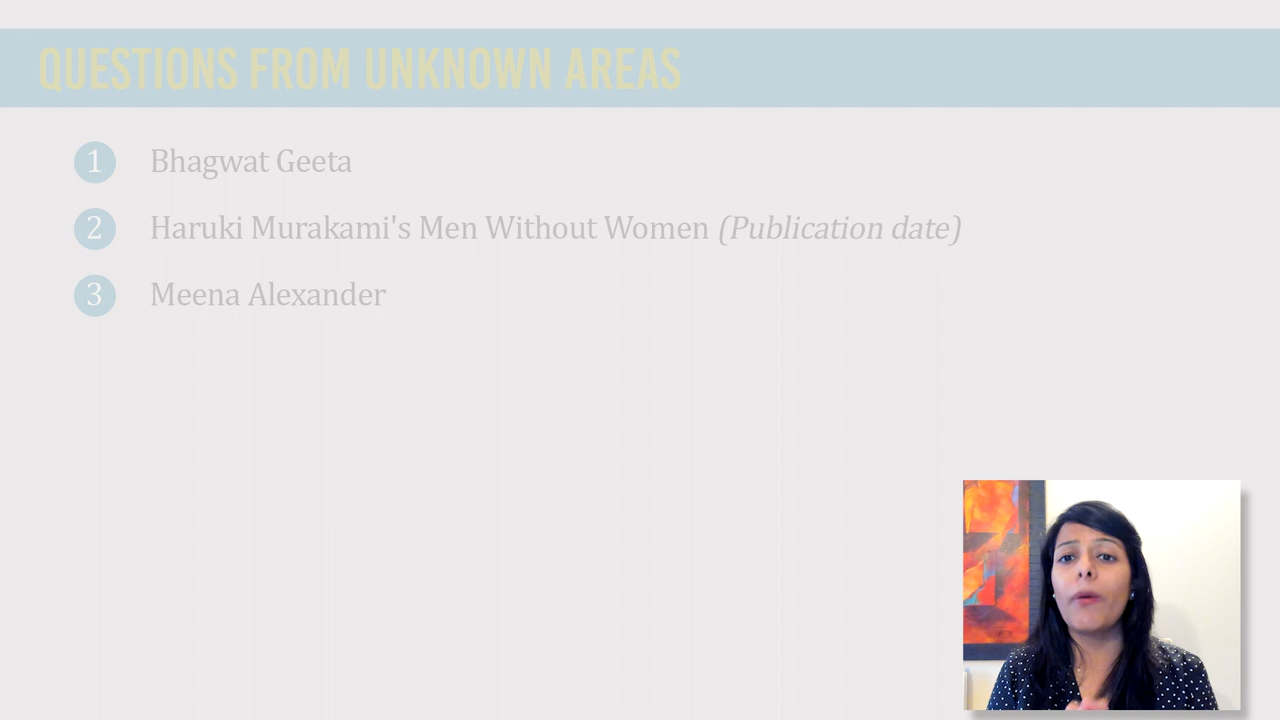 QUESTIONS FROM UNKNOWN AREAS
1 Bhagwat Geeta
2 Haruki Murakami's Men Without Women (Publication date)
3 Meena Alexander